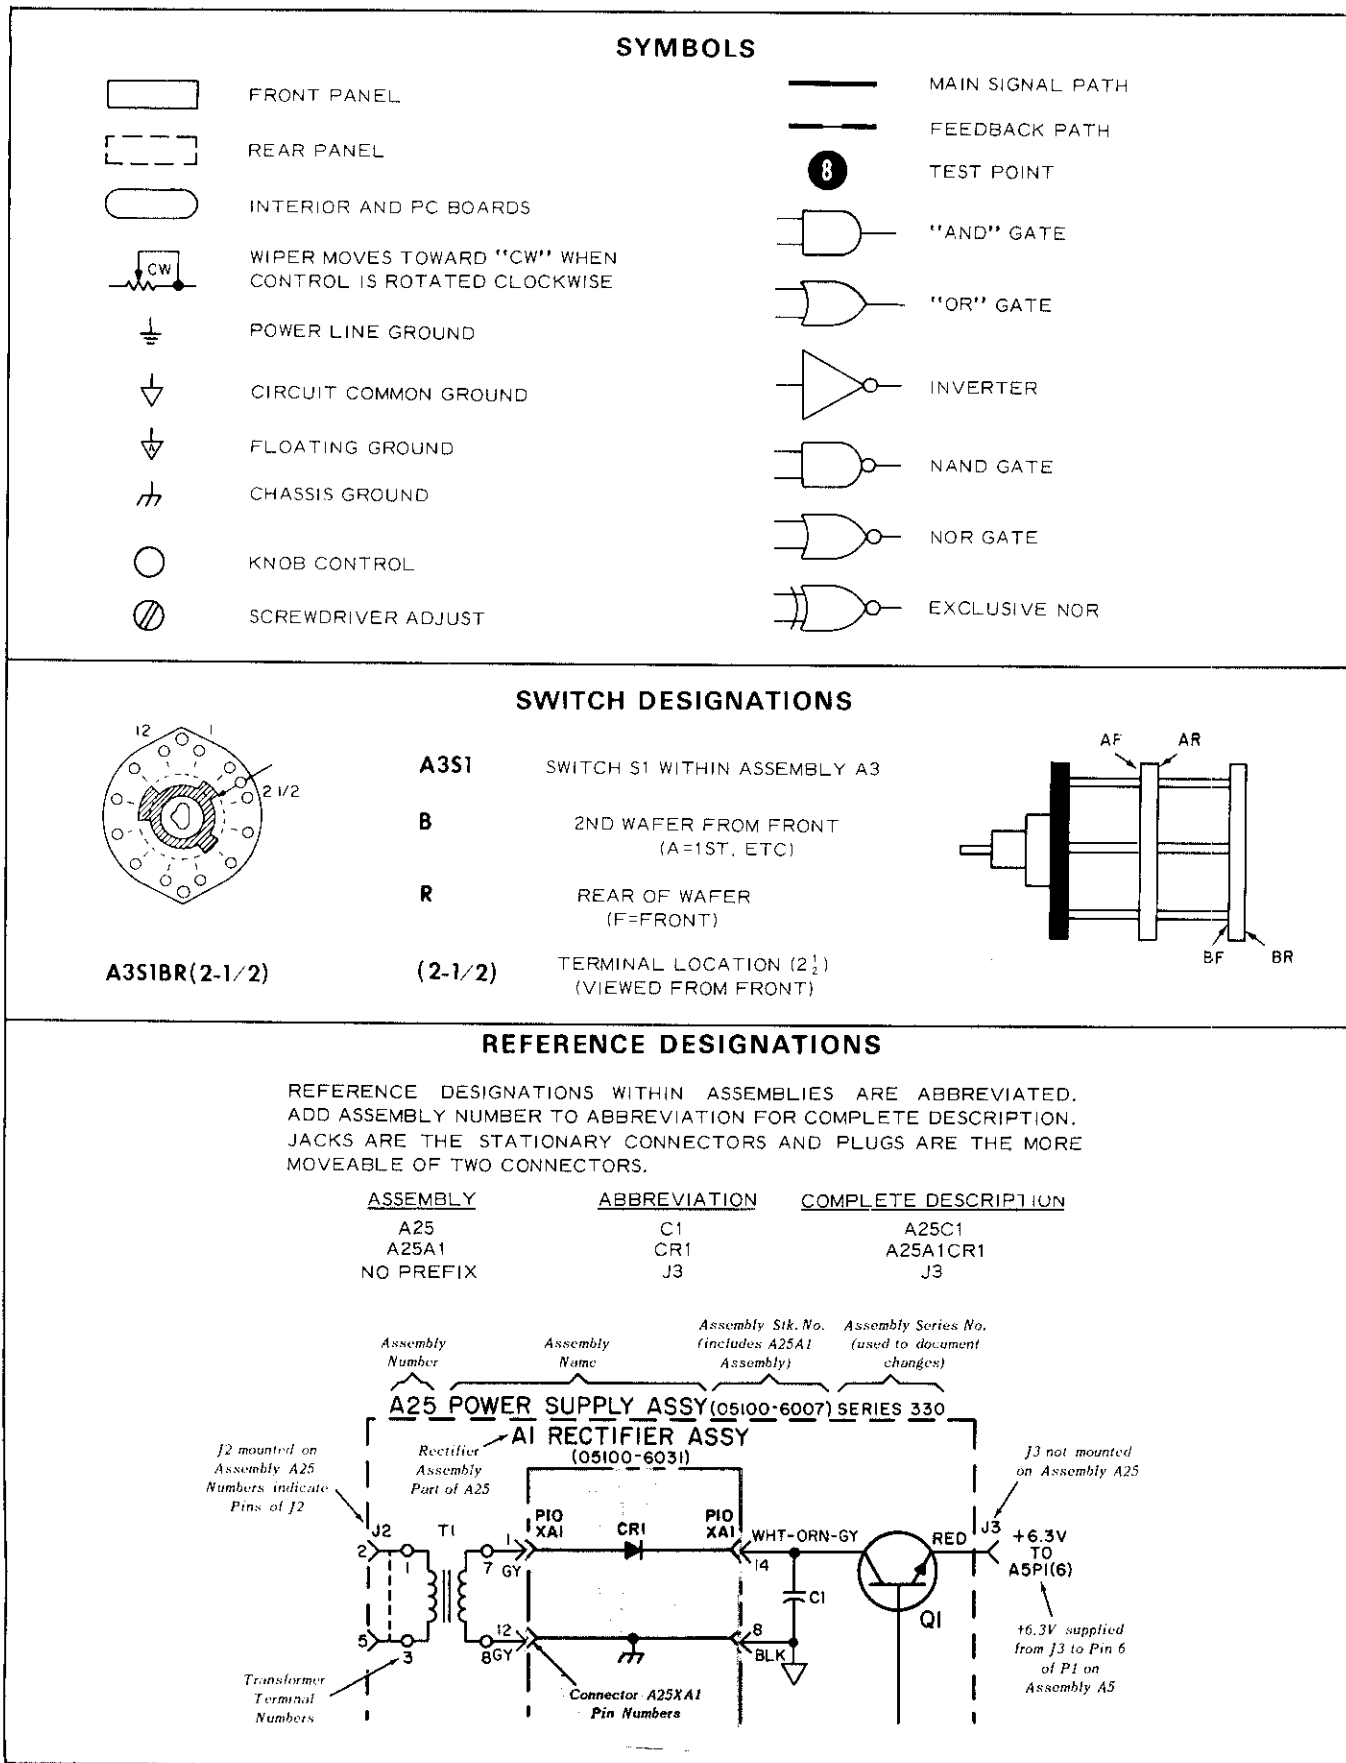 SYMBOLS
FRONT PANEL
REAR PANEL
INTERIOR AND PC BOARDS
CW
WIPER MOVES TOWARD "CW" WHEN
CONTROL IS ROTATED CLOCKWISE
POWER LINE GROUND
CIRCUIT COMMON GROUND
A
FLOATING GROUND
CHASSIS GROUND
KNOB CONTROL
SCREWDRIVER ADJUST
MAIN SIGNAL PATH
FEEDBACK PATH
8
TEST POINT
"AND" GATE
"OR" GATE
INVERTER
NAND GATE
NOR GATE
EXCLUSIVE NOR
SWITCH DESIGNATIONS
12
1
2 1/2
A3S1BR(2-1/2)
A3S1
SWITCH S1 WITHIN ASSEMBLY A3
B
2ND WAFER FROM FRONT
(A=1ST, ETC)
R
REAR OF WAFER
(F=FRONT)
(2-1/2)
TERMINAL LOCATION (2½)
(VIEWED FROM FRONT)
AF
AR
BF
BR
REFERENCE DESIGNATIONS
REFERENCE DESIGNATIONS WITHIN ASSEMBLIES ARE ABBREVIATED.
ADD ASSEMBLY NUMBER TO ABBREVIATION FOR COMPLETE DESCRIPTION.
JACKS ARE THE STATIONARY CONNECTORS AND PLUGS ARE THE MORE
MOVEABLE OF TWO CONNECTORS.
ASSEMBLY ABBREVIATION COMPLETE DESCRIPTION
A25 C1 A25C1
A25A1 CR1 A25A1CR1
NO PREFIX J3 J3
Assembly
Number
Assembly
Name
Assembly Stk. No.
(includes A25A1
Assembly)
Assembly Series No.
(used to document
changes)
A25 POWER SUPPLY ASSY (05100-6007) SERIES 330
A1 RECTIFIER ASSY
(05100-6031)
J2 mounted on
Assembly A25
Numbers indicate
Pins of J2
Rectifier
Assembly
Part of A25
J3 not mounted
on Assembly A25
J2
T1
2
1
7
1
GY
P/O
XA1
CR1
P/O
XA1
WHT-ORN-GY
14
C1
RED
J3
+6.3V
TO
A5P1(6)
Q1
5
3
8
12
GY
8
BLK
Transformer
Terminal
Numbers
Connector A25XA1
Pin Numbers
+6.3V supplied
from J3 to Pin 6
of P1 on
Assembly A5